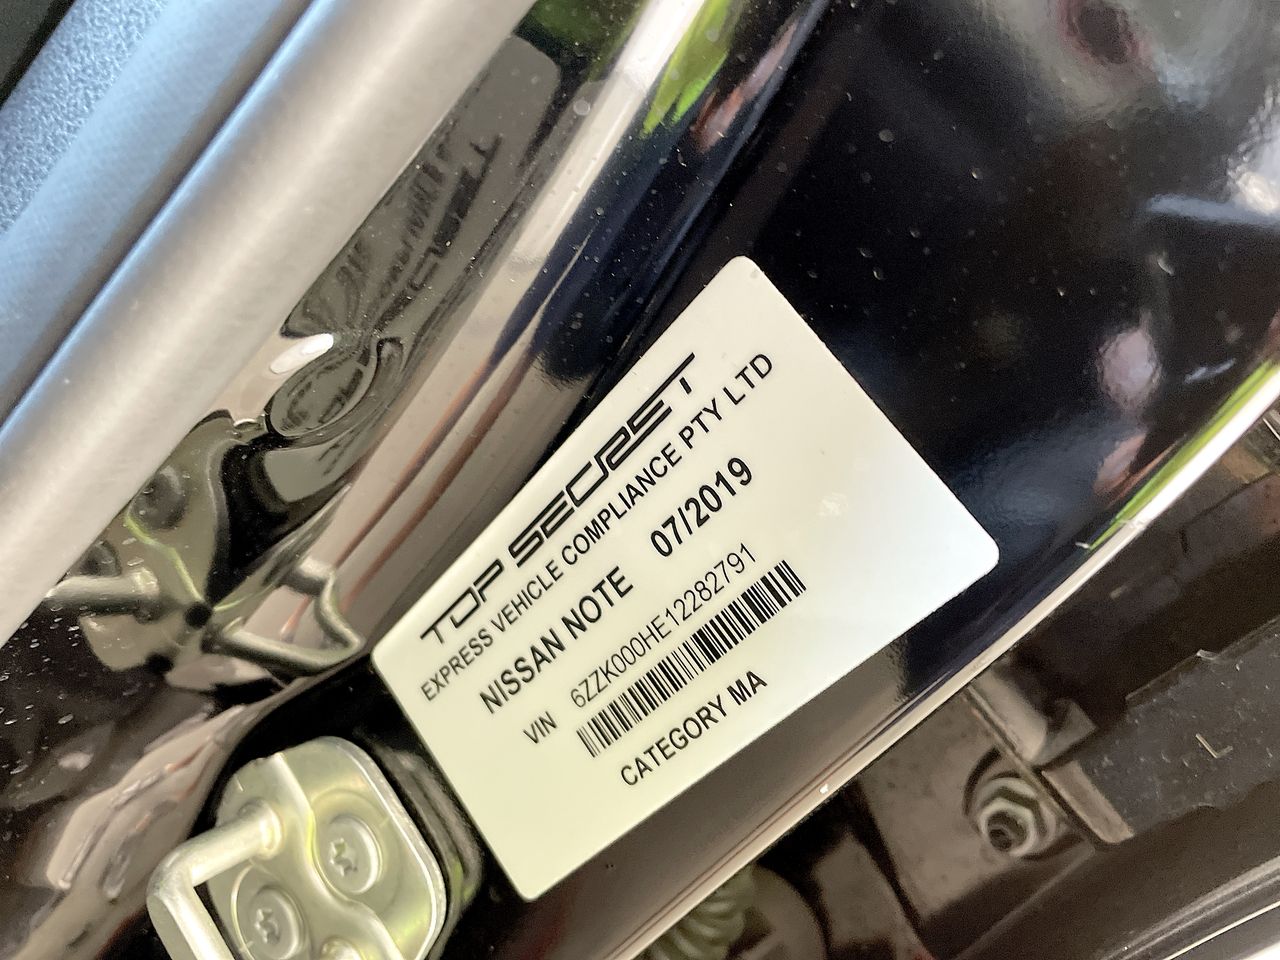 TOP SECRET
EXPRESS VEHICLE COMPLIANCE PTY LTD
NISSAN NOTE 07/2019
VIN 6ZZK000HE12282791
CATEGORY MA